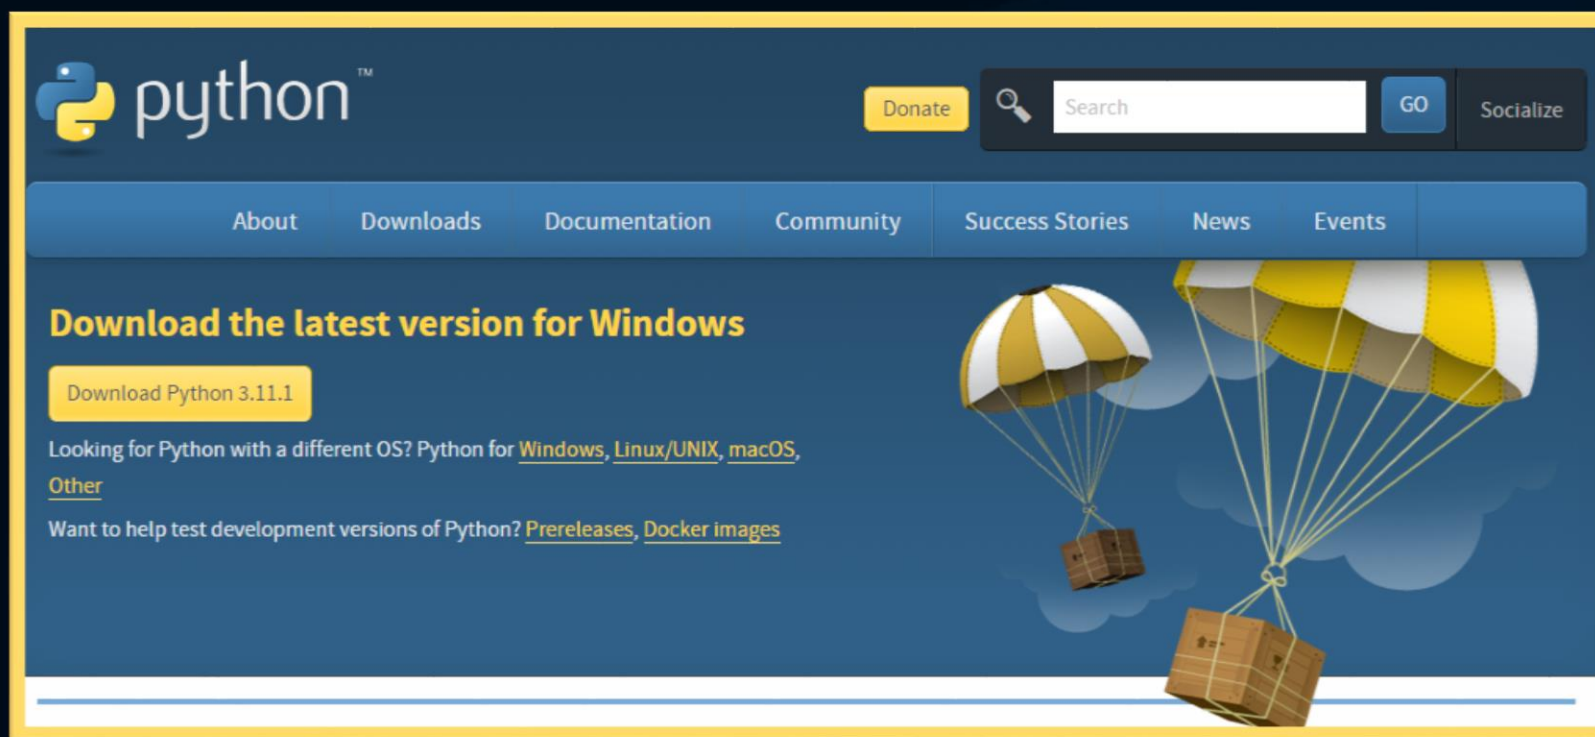 python™
Donate
Search
GO
Socialize
About
Downloads
Documentation
Community
Success Stories
News
Events
Download the latest version for Windows
Download Python 3.11.1
Looking for Python with a different OS? Python for Windows, Linux/UNIX, macOS,
Other
Want to help test development versions of Python? Prereleases, Docker images